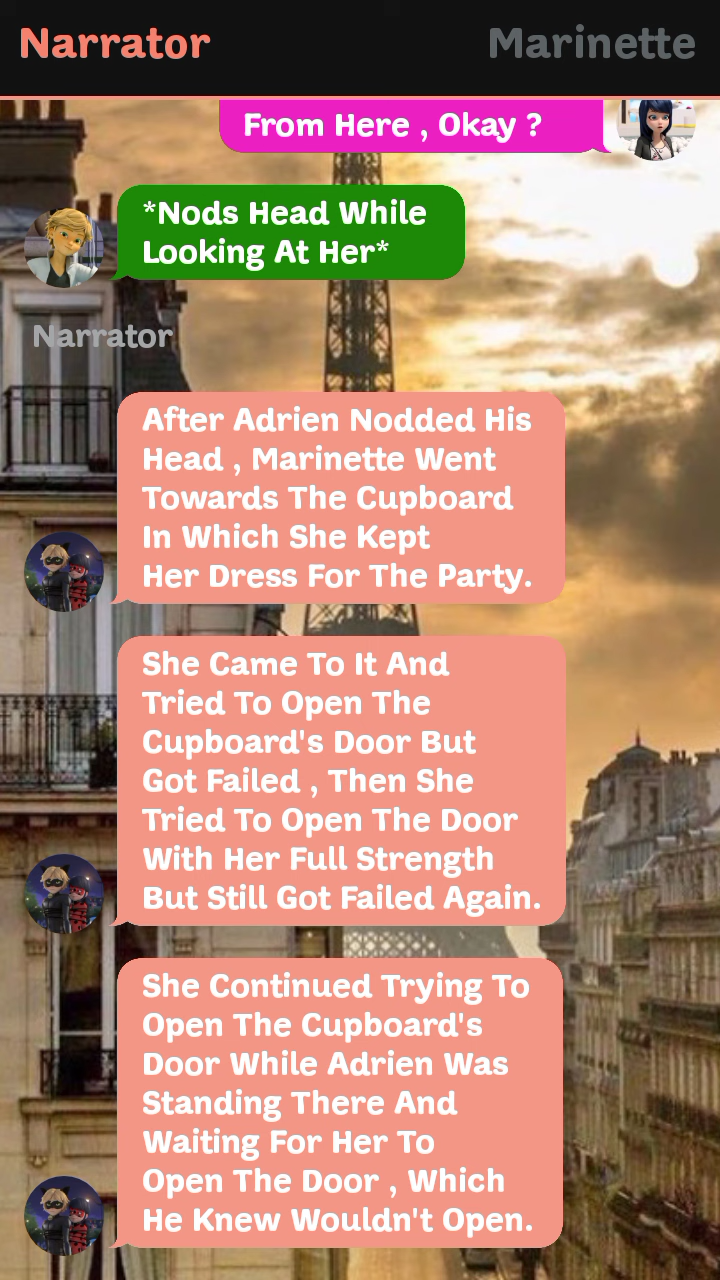 Narrator
Marinette
From Here , Okay ?
*Nods Head While
Looking At Her*
Narrator
After Adrien Nodded His
Head , Marinette Went
Towards The Cupboard
In Which She Kept
Her Dress For The Party.
She Came To It And
Tried To Open The
Cupboard's Door But
Got Failed , Then She
Tried To Open The Door
With Her Full Strength
But Still Got Failed Again.
She Continued Trying To
Open The Cupboard's
Door While Adrien Was
Standing There And
Waiting For Her To
Open The Door , Which
He Knew Wouldn't Open.